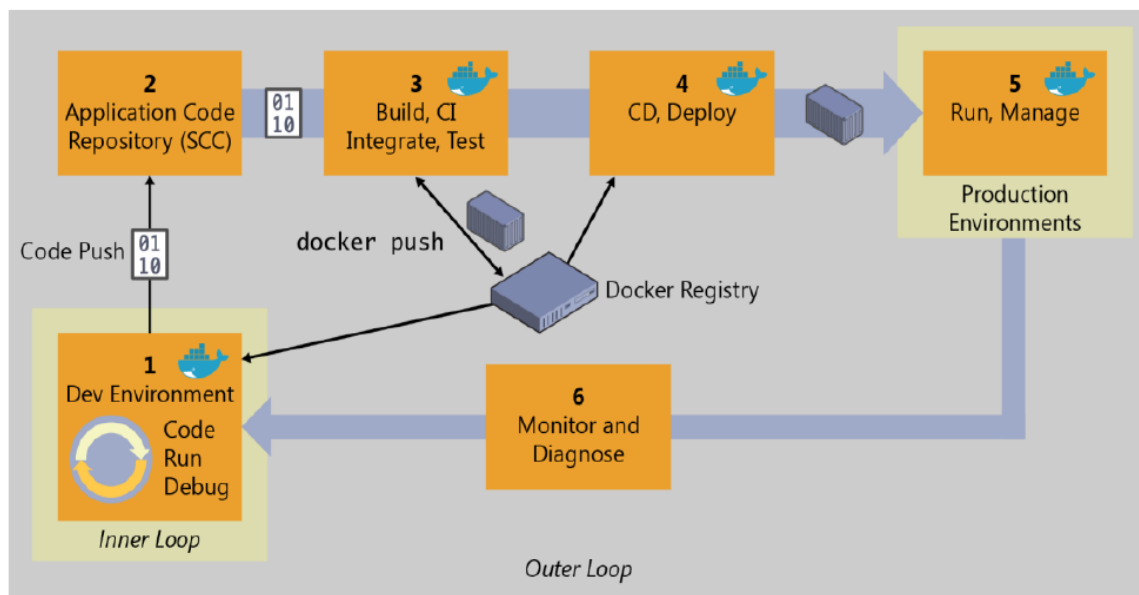 2
Application Code
Repository (SCC)
01
10
3
Build, CI
Integrate, Test
4
CD, Deploy
5
Run, Manage
Production
Environments
Code Push
01
10
docker push
Docker Registry
1
Dev Environment
Code
Run
Debug
Inner Loop
6
Monitor and
Diagnose
Outer Loop